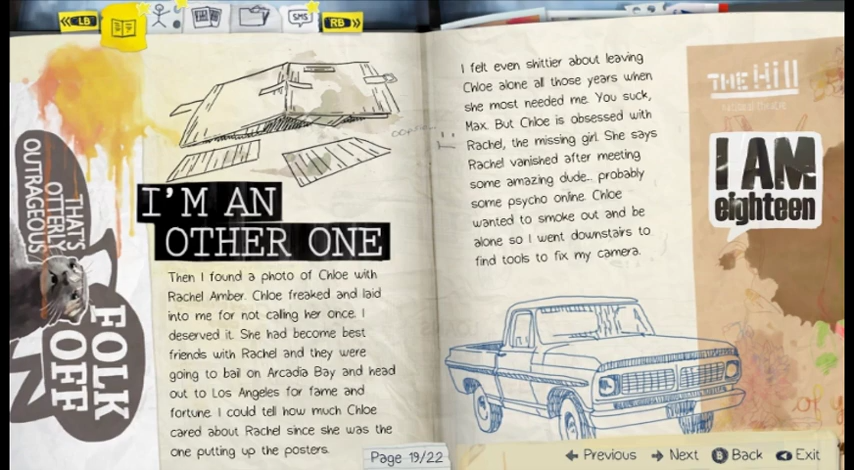 LB
SMS
RB
oops...
THAT'S
OTTERLY
OUTRAGEOUS!
FOLK
OFF
I'M AN
OTHER ONE
Then I found a photo of Chloe with
Rachel Amber. Chloe freaked and laid
into me for not calling her once. I
deserved it. She had become best
friends with Rachel and they were
going to bail on Arcadia Bay and head
out to Los Angeles for fame and
fortune. I could tell how much Chloe
cared about Rachel since she was the
one putting up the posters.
Page 19/22
I felt even shittier about leaving
Chloe alone all those years when
she most needed me. You suck,
Max. But Chloe is obsessed with
Rachel, the missing girl. She says
Rachel vanished after meeting
some amazing dude... probably
some psycho online. Chloe
wanted to smoke out and be
alone so I went downstairs to
find tools to fix my camera.
THE Hill
I AM
eighteen
of y
Previous
Next
B Back
Exit